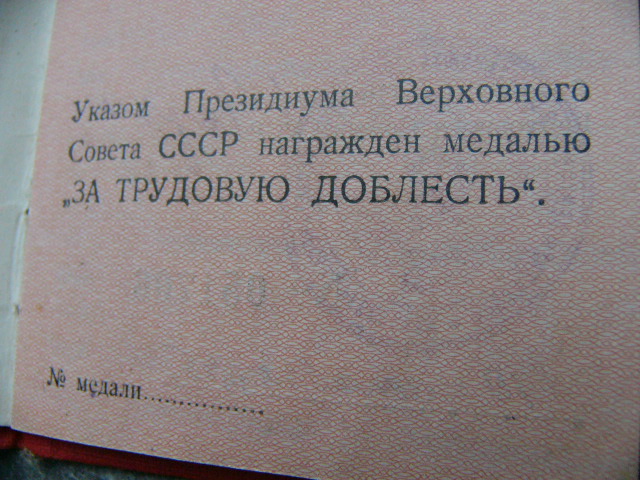 Указом Президиума Верховного
Совета СССР награжден медалью
„ЗА ТРУДОВУЮ ДОБЛЕСТЬ“.
№ медали................